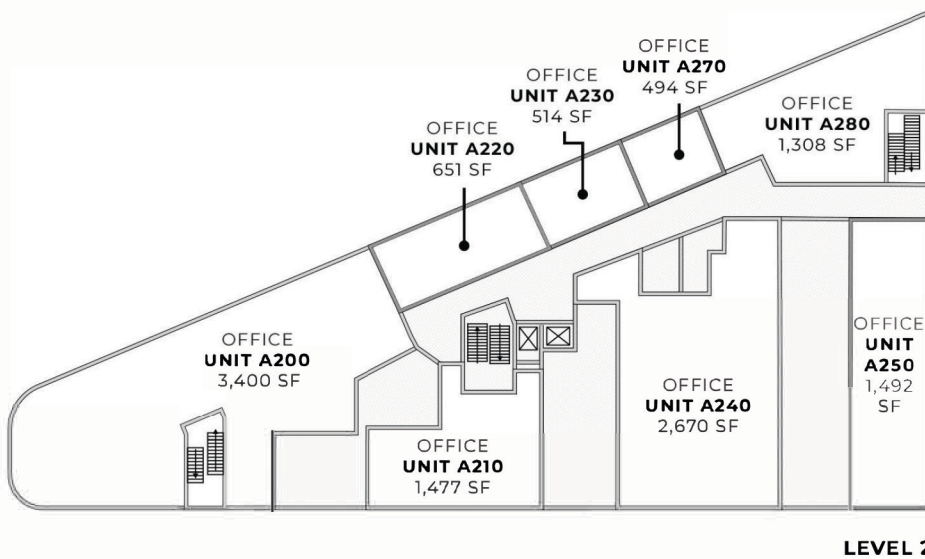 OFFICE
UNIT A270
494 SF
OFFICE
UNIT A230
514 SF
OFFICE
UNIT A280
1,308 SF
OFFICE
UNIT A220
651 SF
OFFICE
UNIT A200
3,400 SF
OFFICE
UNIT
A250
1,492
SF
OFFICE
UNIT A240
2,670 SF
OFFICE
UNIT A210
1,477 SF
LEVEL 2